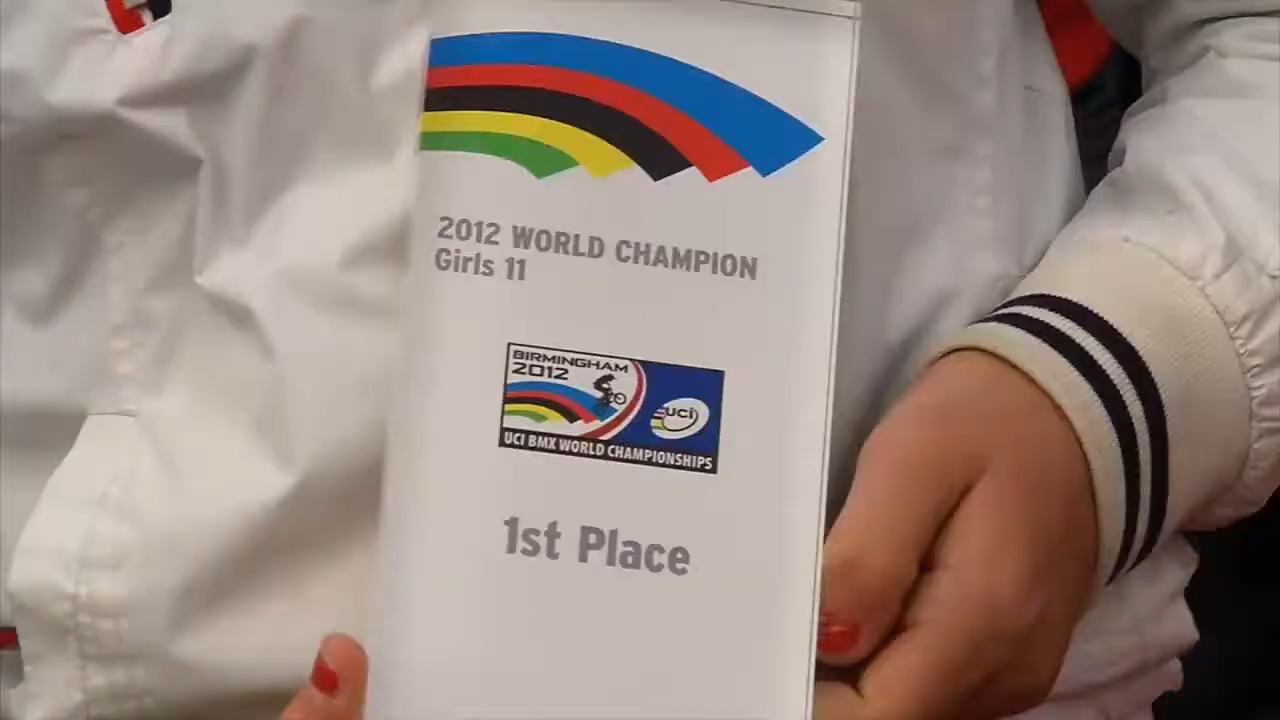 2012 WORLD CHAMPION
Girls 11
BIRMINGHAM
2012
uci
UCI BMX WORLD CHAMPIONSHIPS
1st Place